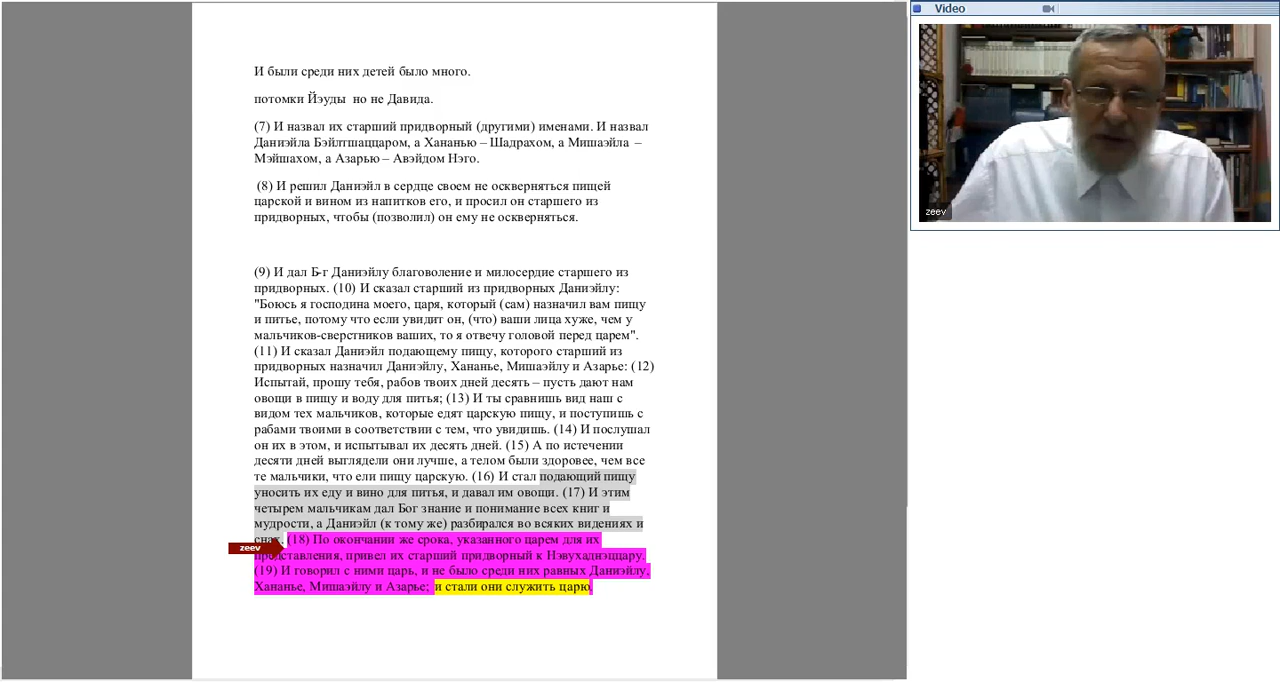 И были среди них детей было много.
потомки Йэуды но не Давида.
(7) И назвал их старший придворный (другими) именами. И назвал
Даниэйла Бэйлтшаццаром, а Хананью – Шадрахом, а Мишаэйла –
Мэйшахом, а Азарью – Авэйдом Нэго.
(8) И решил Даниэйл в сердце своем не оскверняться пищей
царской и вином из напитков его, и просил он старшего из
придворных, чтобы (позволил) он ему не оскверняться.
(9) И дал Б-г Даниэйлу благоволение и милосердие старшего из
придворных. (10) И сказал старший из придворных Даниэйлу:
"Боюсь я господина моего, царя, который (сам) назначил вам пищу
и питье, потому что если увидит он, (что) ваши лица хуже, чем у
мальчиков-сверстников ваших, то я отвечу головой перед царем".
(11) И сказал Даниэйл подающему пищу, которого старший из
придворных назначил Даниэйлу, Хананье, Мишаэйлу и Азарье: (12)
Испытай, прошу тебя, рабов твоих дней десять – пусть дают нам
овощи в пищу и воду для питья; (13) И ты сравнишь вид наш с
видом тех мальчиков, которые едят царскую пищу, и поступишь с
рабами твоими в соответствии с тем, что увидишь. (14) И послушал
он их в этом, и испытывал их десять дней. (15) А по истечении
десяти дней выглядели они лучше, а телом были здоровее, чем все
те мальчики, что ели пищу царскую. (16) И стал подающий пищу
уносить их еду и вино для питья, и давал им овощи. (17) И этим
четырем мальчикам дал Бог знание и понимание всех книг и
мудрости, а Даниэйл (к тому же) разбирался во всяких видениях и
снах. (18) По окончании же срока, указанного царем для их
представления, привел их старший придворный к Нэвухаднэццару.
(19) И говорил с ними царь, и не было среди них равных Даниэйлу,
Хананье, Мишаэйлу и Азарье; и стали они служить царю.
zeev
Video
zeev